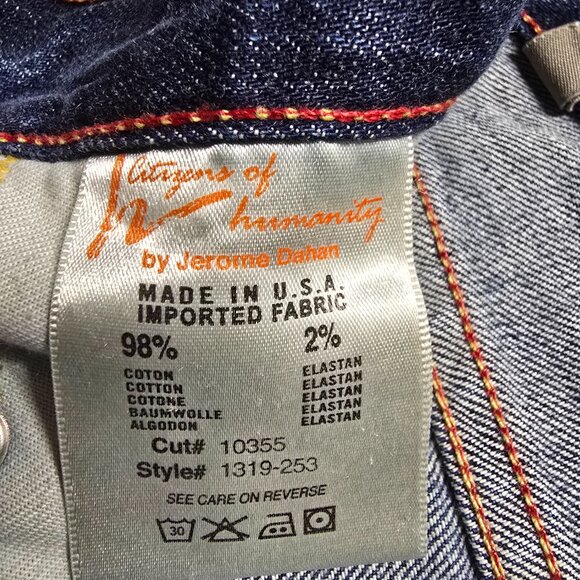 Citizens of
humanity
by Jerome Dahan
MADE IN U.S.A.
IMPORTED FABRIC
98% 2%
COTON ELASTAN
COTTON ELASTAN
COTONE ELASTAN
BAUMWOLLE ELASTAN
ALGODON ELASTAN
Cut# 10355
Style# 1319-253
SEE CARE ON REVERSE
30